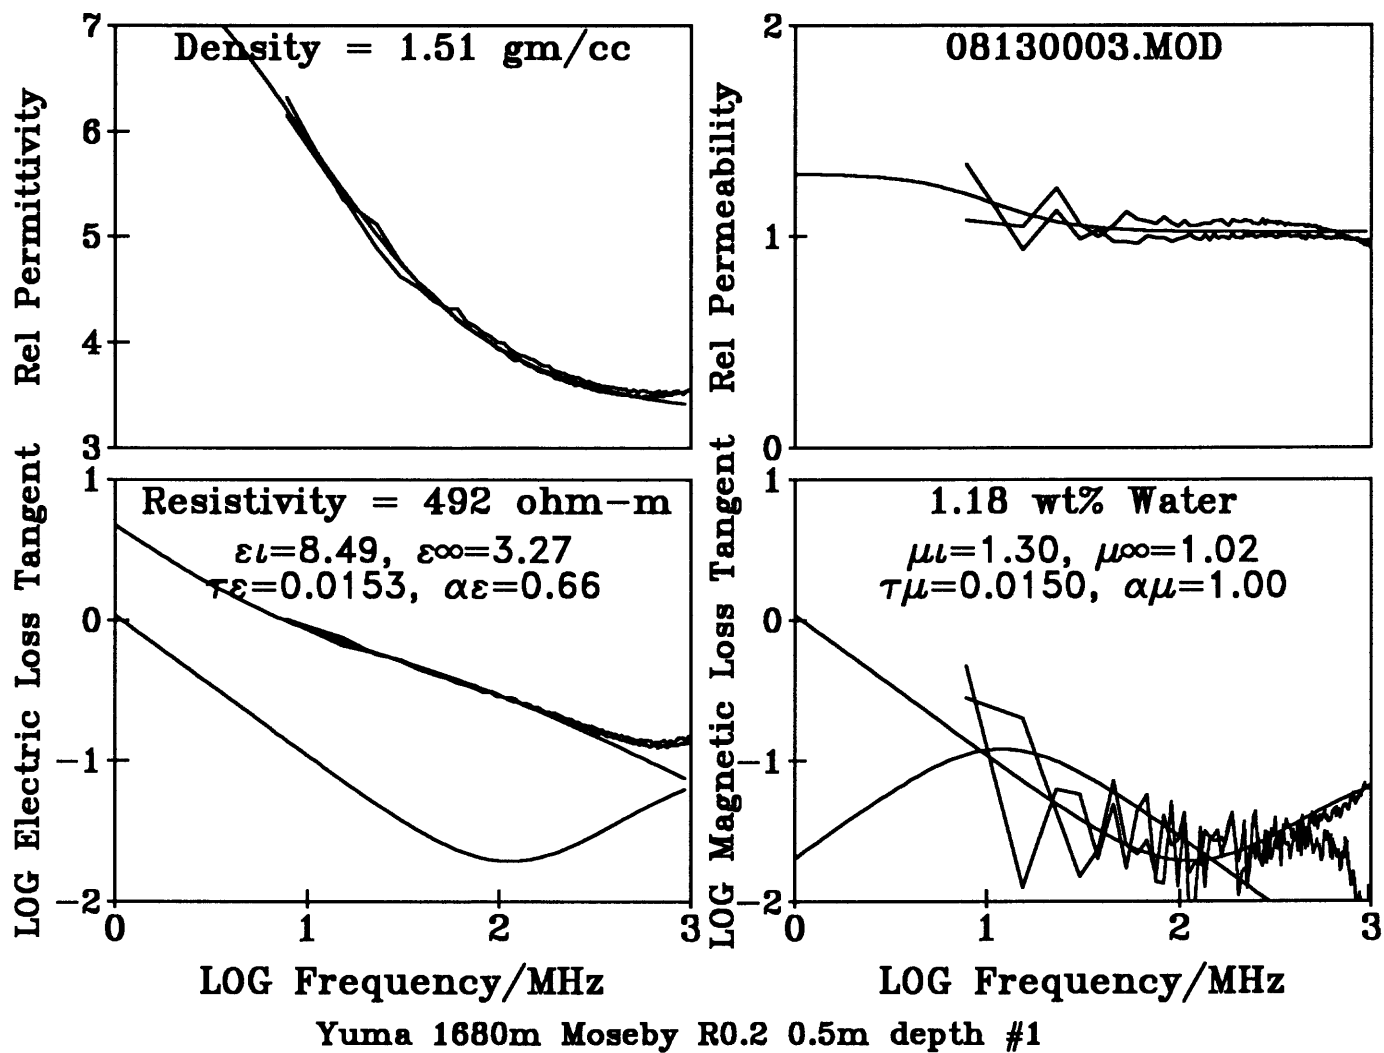 Density = 1.51 gm/cc
Rel Permittivity
7
6
5
4
3
08130003.MOD
Rel Permeability
2
1
0
Resistivity = 492 ohm-m
ει=8.49, ε∞=3.27
τε=0.0153, αε=0.66
LOG Electric Loss Tangent
1
0
-1
-2
0 1 2 3
LOG Frequency/MHz
1.18 wt% Water
μι=1.30, μ∞=1.02
τμ=0.0150, αμ=1.00
LOG Magnetic Loss Tangent
1
0
-1
-2
0 1 2 3
LOG Frequency/MHz
Yuma 1680m Moseby R0.2 0.5m depth #1